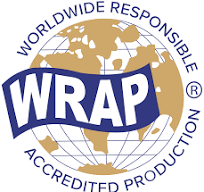 WORLDWIDE RESPONSIBLE
WRAP
®
ACCREDITED PRODUCTION